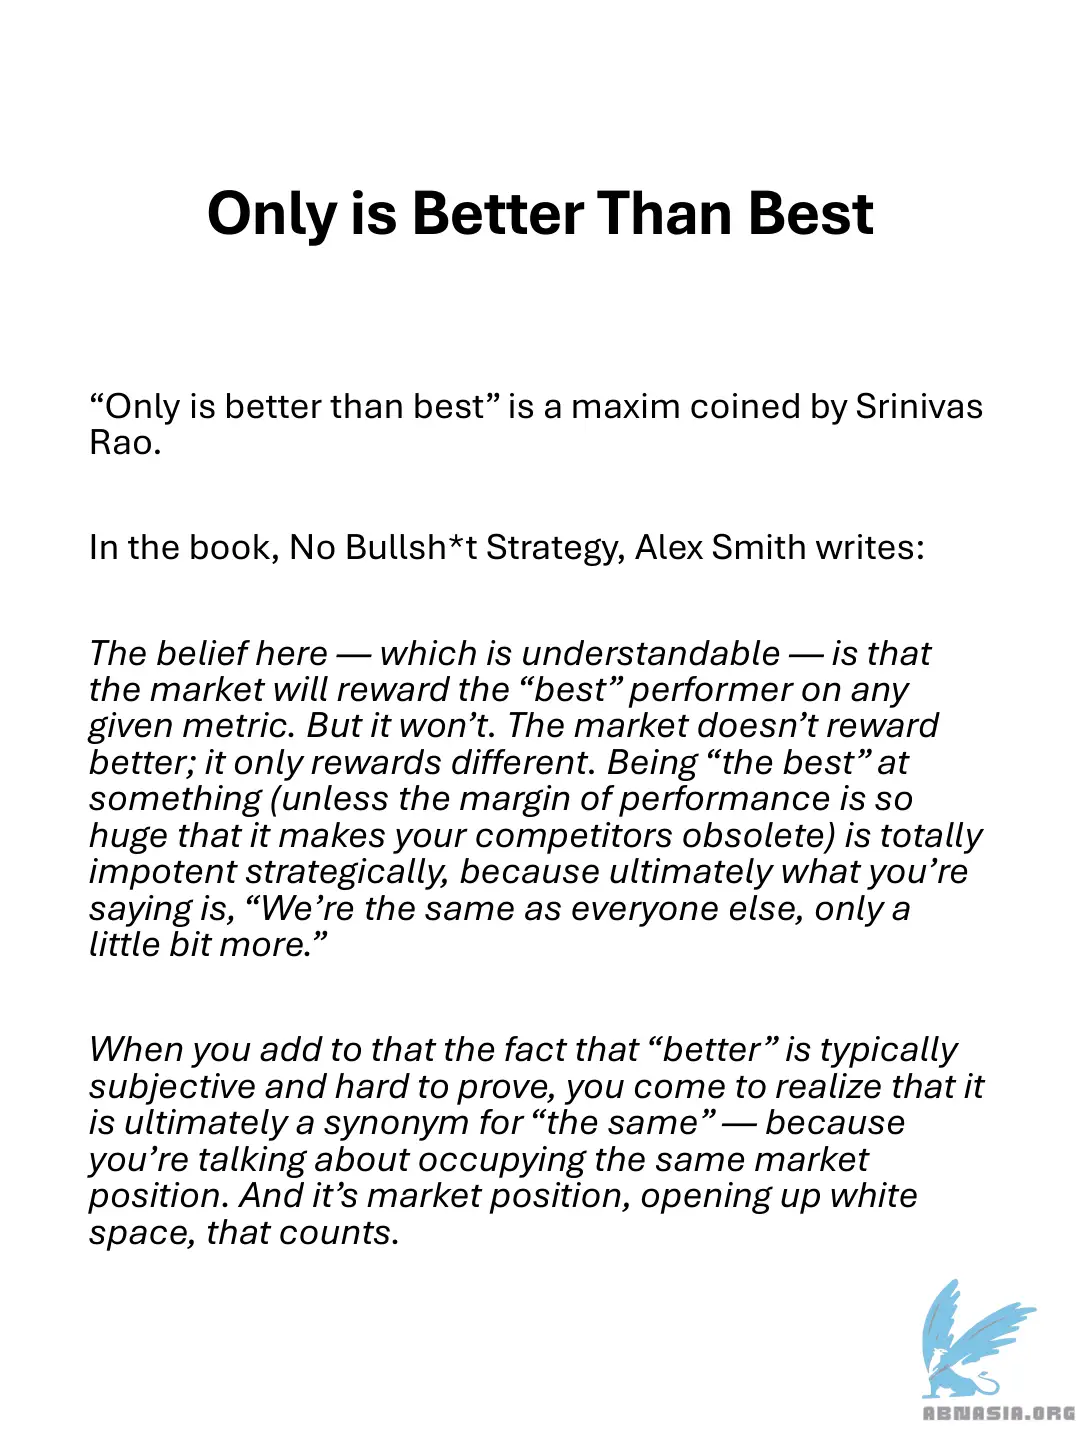 Only is Better Than Best
“Only is better than best” is a maxim coined by Srinivas
Rao.
In the book, No Bullsh*t Strategy, Alex Smith writes:
The belief here — which is understandable — is that
the market will reward the “best” performer on any
given metric. But it won’t. The market doesn’t reward
better; it only rewards different. Being “the best” at
something (unless the margin of performance is so
huge that it makes your competitors obsolete) is totally
impotent strategically, because ultimately what you’re
saying is, “We’re the same as everyone else, only a
little bit more.”
When you add to that the fact that “better” is typically
subjective and hard to prove, you come to realize that it
is ultimately a synonym for “the same” — because
you’re talking about occupying the same market
position. And it’s market position, opening up white
space, that counts.
ABNASIA.ORG